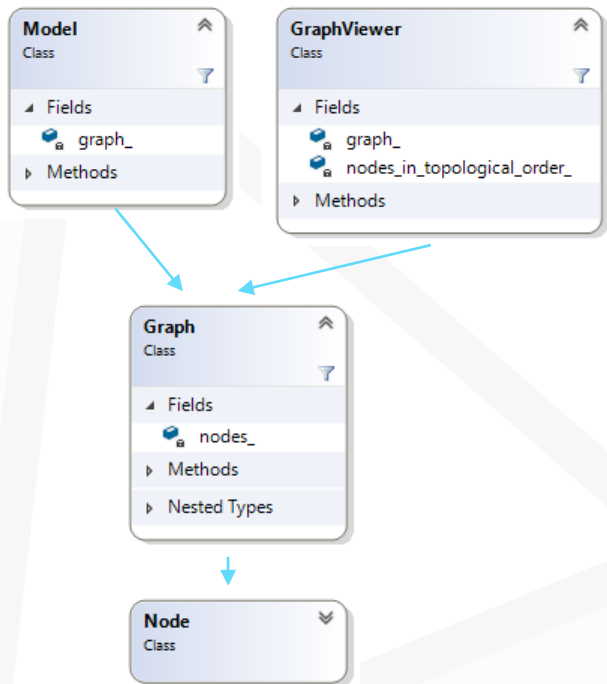 Model
Class
Fields
graph_
Methods
GraphViewer
Class
Fields
graph_
nodes_in_topological_order_
Methods
Graph
Class
Fields
nodes_
Methods
Nested Types
Node
Class